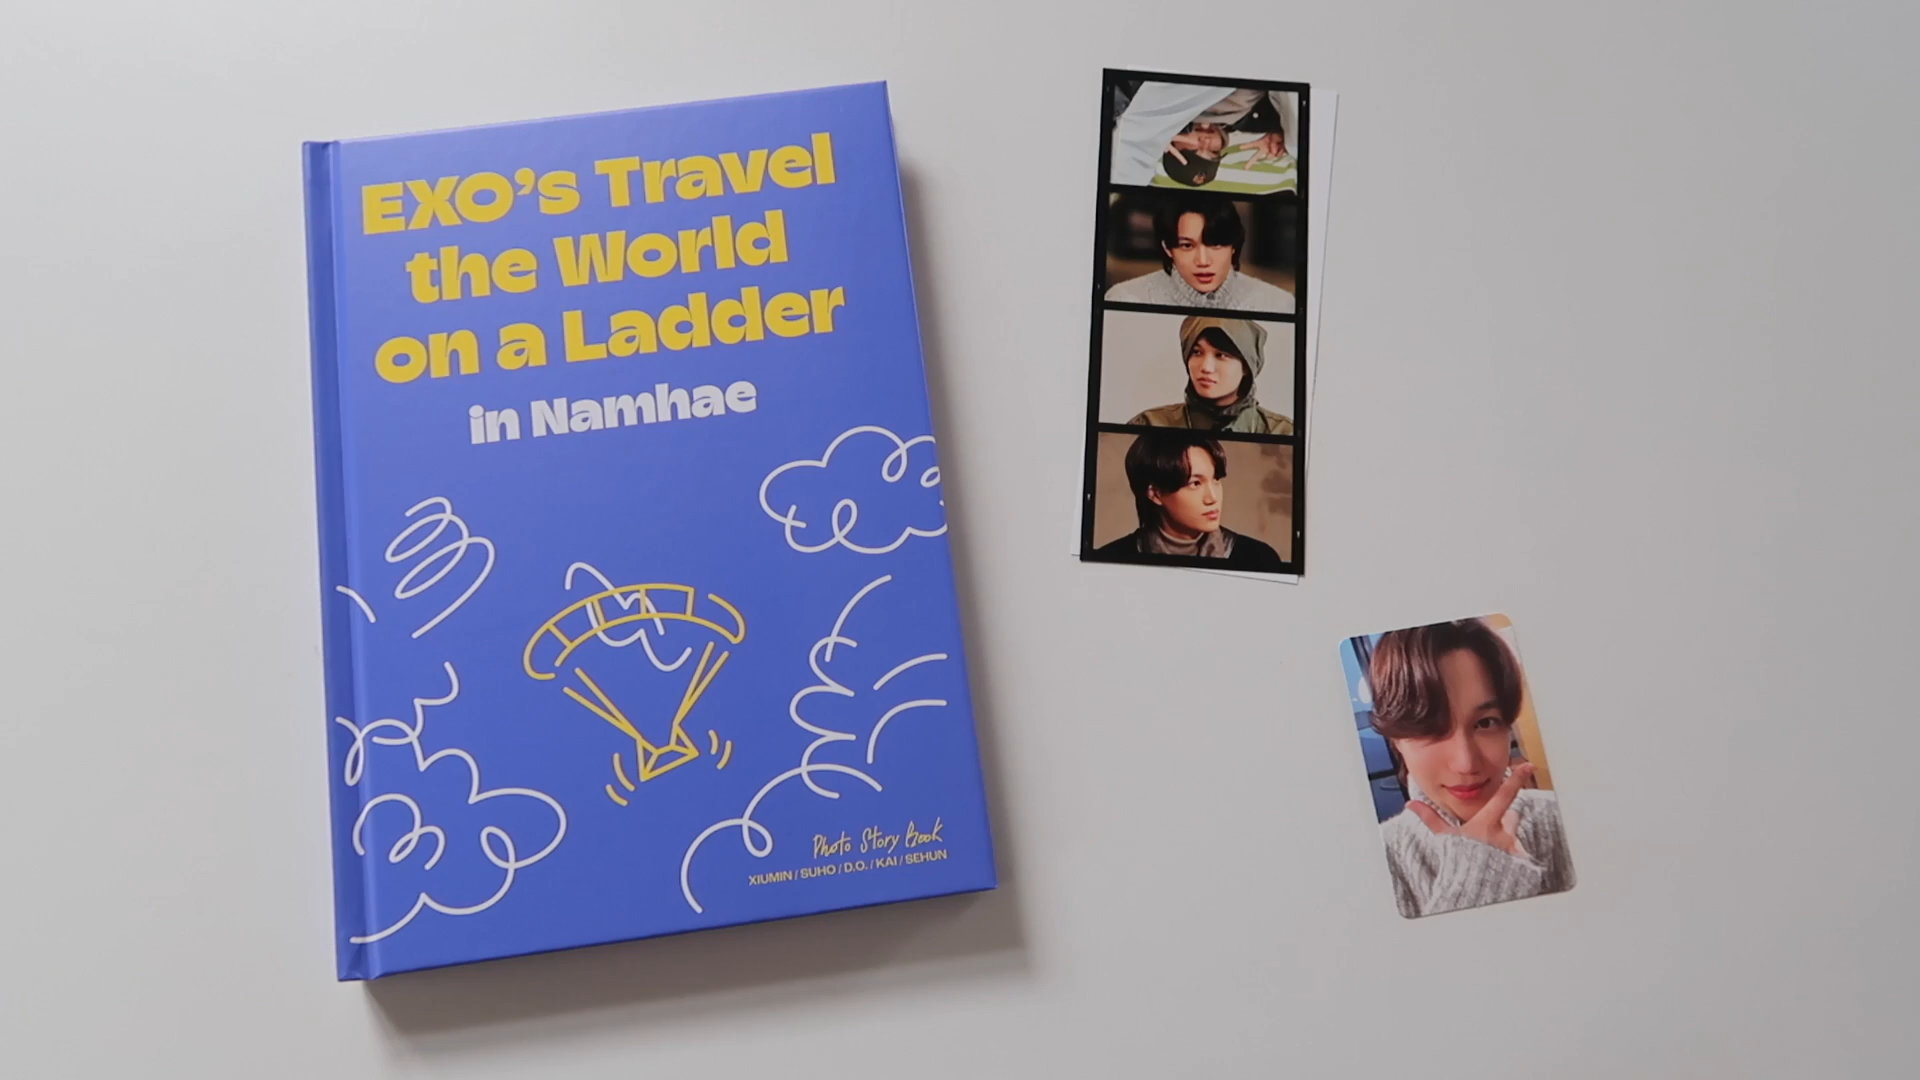 EXO's Travel
the World
on a Ladder
in Namhae
Photo Story Book
XIUMIN / SUHO / D.O. / KAI / SEHUN